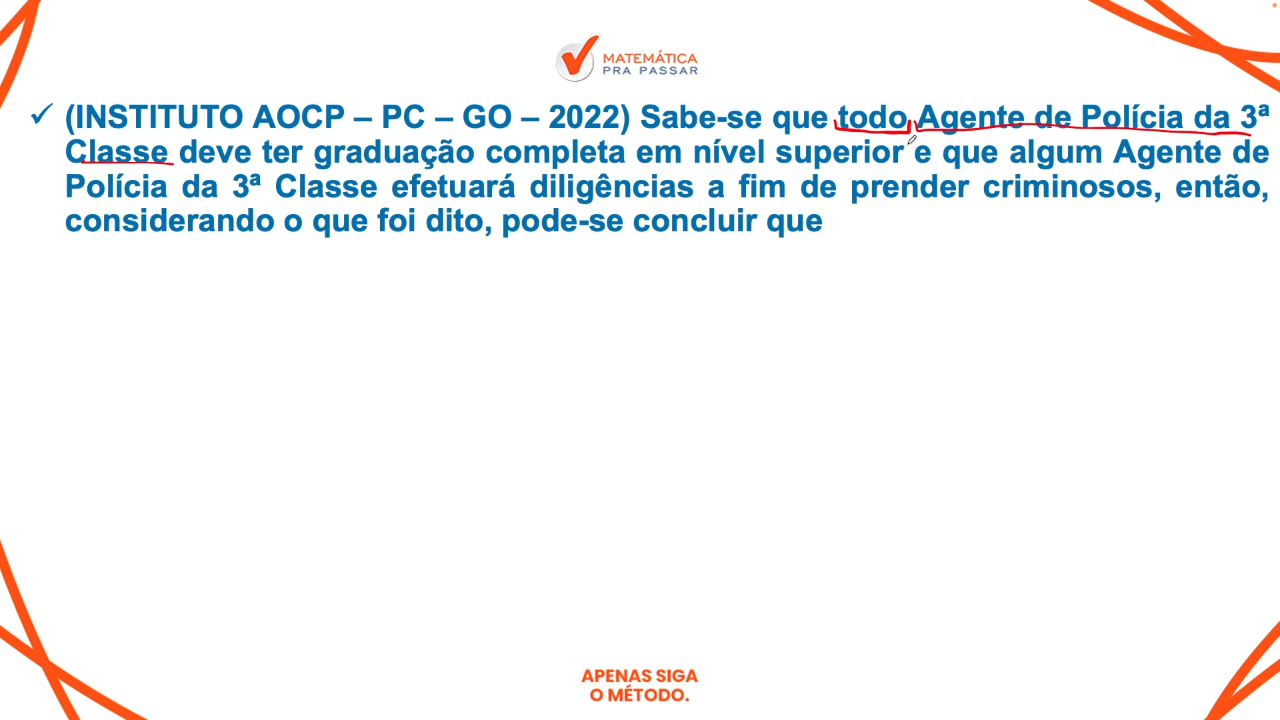 MATEMÁTICA
PRA PASSAR
✓ (INSTITUTO AOCP – PC – GO – 2022) Sabe-se que todo Agente de Polícia da 3ª
Classe deve ter graduação completa em nível superior e que algum Agente de
Polícia da 3ª Classe efetuará diligências a fim de prender criminosos, então,
considerando o que foi dito, pode-se concluir que
APENAS SIGA
O MÉTODO.